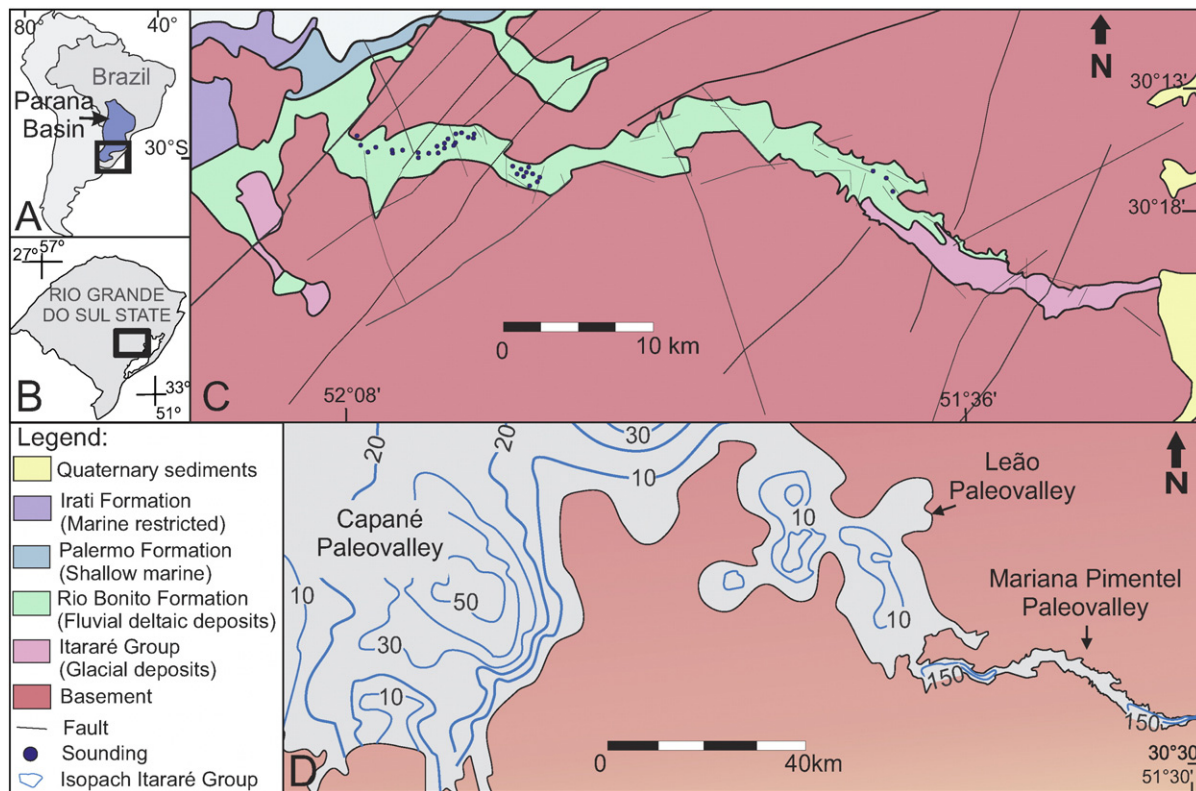 80
40°
Brazil
Parana
Basin
30°S
A
27°
57°
RIO GRANDE
DO SUL STATE
33°
51°
B
N
30°13'
30°18'
0
10 km
52°08'
51°36'
C
Legend:
Quaternary sediments
Irati Formation
(Marine restricted)
Palermo Formation
(Shallow marine)
Rio Bonito Formation
(Fluvial deltaic deposits)
Itararé Group
(Glacial deposits)
Basement
Fault
Sounding
Isopach Itararé Group
20
20
30
10
N
Leão
Paleovalley
Capané
Paleovalley
10
10
50
Mariana Pimentel
Paleovalley
30
10
10
150
150
D
0
40km
30°30'
51°30'